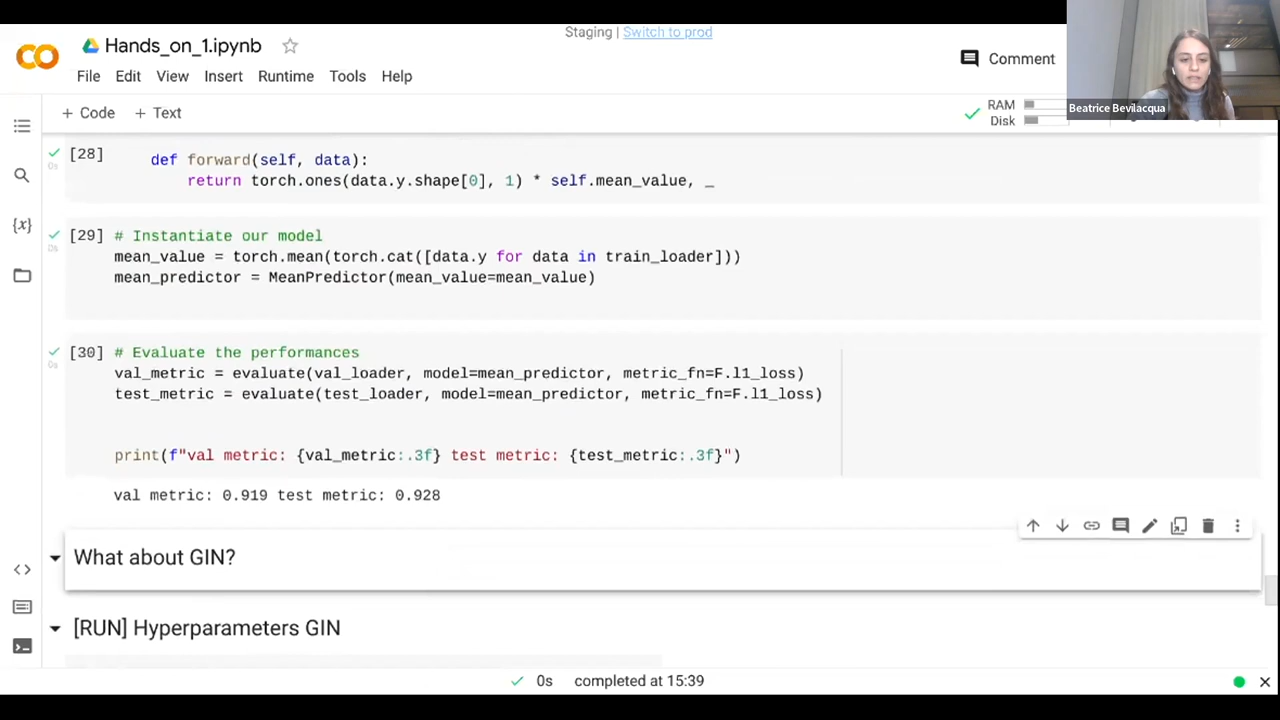 Staging | Switch to prod
Hands_on_1.ipynb
File Edit View Insert Runtime Tools Help
Comment
Beatrice Bevilacqua
+ Code + Text
RAM
Disk
[28] def forward(self, data):
return torch.ones(data.y.shape[0], 1) * self.mean_value, _
[29] # Instantiate our model
0s
mean_value = torch.mean(torch.cat([data.y for data in train_loader]))
mean_predictor = MeanPredictor(mean_value=mean_value)
[30] # Evaluate the performances
0s
val_metric = evaluate(val_loader, model=mean_predictor, metric_fn=F.l1_loss)
test_metric = evaluate(test_loader, model=mean_predictor, metric_fn=F.l1_loss)
print(f"val metric: {val_metric:.3f} test metric: {test_metric:.3f}")
val metric: 0.919 test metric: 0.928
What about GIN?
[RUN] Hyperparameters GIN
0s completed at 15:39